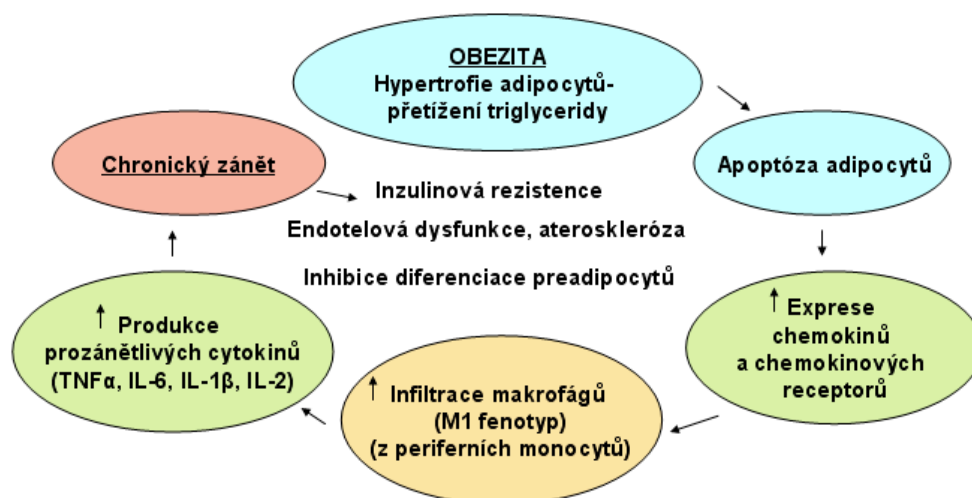 OBEZITA
Hypertrofie adipocytů-
přetížení triglyceridy
Apoptóza adipocytů
↑ Exprese
chemokinů
a chemokinových
receptorů
↑ Infiltrace makrofágů
(M1 fenotyp)
(z periferních monocytů)
↑ Produkce
prozánětlivých cytokinů
(TNFα, IL-6, IL-1β, IL-2)
Chronický zánět
Inzulinová rezistence
Endotelová dysfunkce, ateroskleróza
Inhibice diferenciace preadipocytů